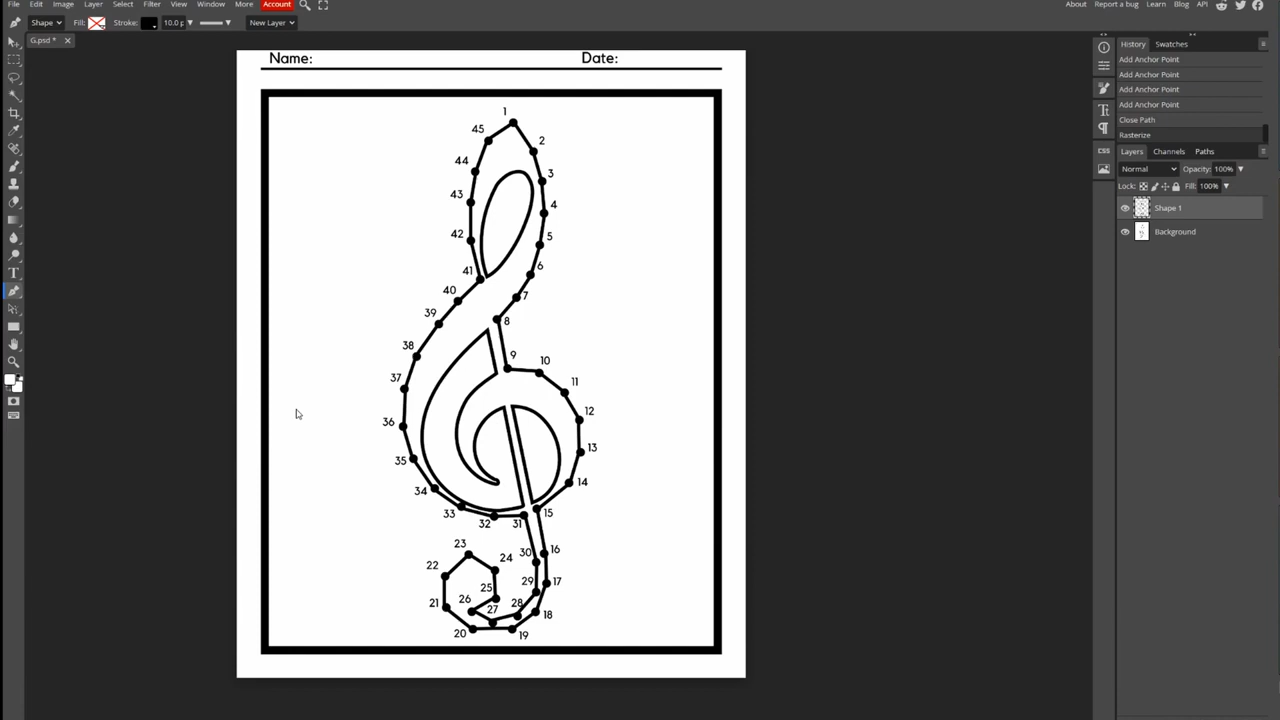 File Edit Image Layer Select Filter View Window More Account About Report a bug Learn Blog API
Shape Fill: Stroke: 10.0 p New Layer
G.psd *
History Swatches
Add Anchor Point
Add Anchor Point
Add Anchor Point
Add Anchor Point
Close Path
Rasterize
Layers Channels Paths
Normal Opacity: 100%
Lock: Fill: 100%
Shape 1
Background
CSS
Name: Date:
1
45 2
44 3
43 4
42 5
41 6
40 7
39 8
38 9 10
37 11
36 12
35 13
34 14
33 32 31 15
23 24 30 16
22 25 29 17
21 26 27 28 18
20 19